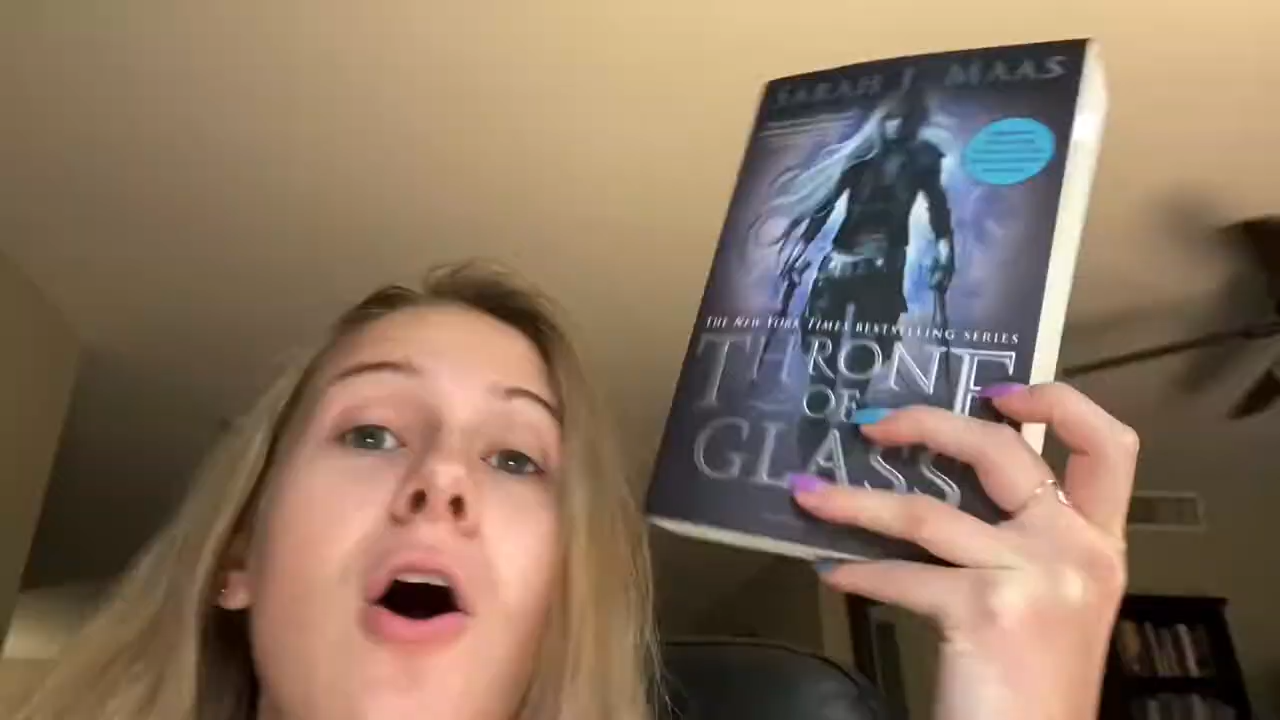 SARAH J. MAAS
THE NEW YORK TIMES BESTSELLING SERIES
THRONE
OF
GLASS